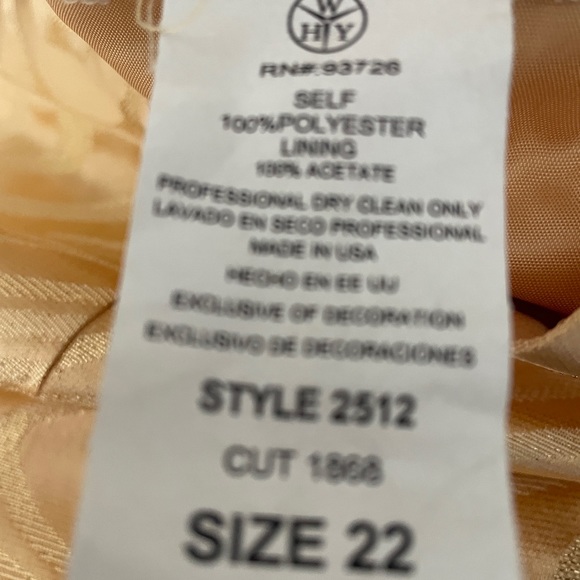 W
H Y
RN#:93726
SELF
100%POLYESTER
LINING
100% ACETATE
PROFESSIONAL DRY CLEAN ONLY
LAVADO EN SECO PROFESSIONAL
MADE IN USA
HECHO EN EE UU
EXCLUSIVE OF DECORATION
EXCLUSIVO DE DECORACIONES
STYLE 2512
CUT 1868
SIZE 22